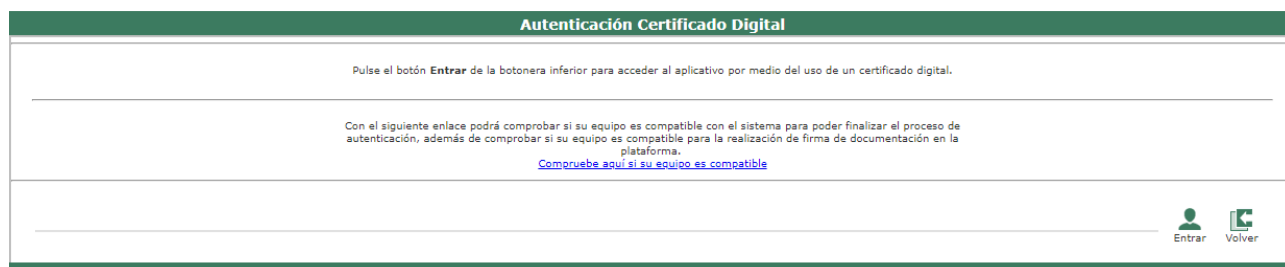 Autenticación Certificado Digital
Pulse el botón Entrar de la botonera inferior para acceder al aplicativo por medio del uso de un certificado digital.
Con el siguiente enlace podrá comprobar si su equipo es compatible con el sistema para poder finalizar el proceso de
autenticación, además de comprobar si su equipo es compatible para la realización de firma de documentación en la
plataforma.
Compruebe aquí si su equipo es compatible
Entrar Volver